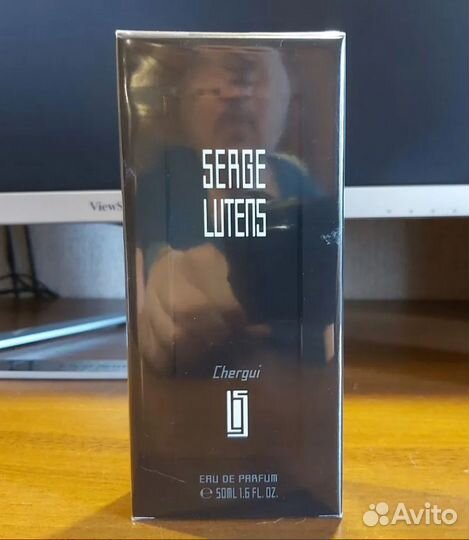 SERGE
LUTENS
ViewS
Chergui
EAU DE PARFUM
℮ 50ML 1.6 FL. OZ.
Avito